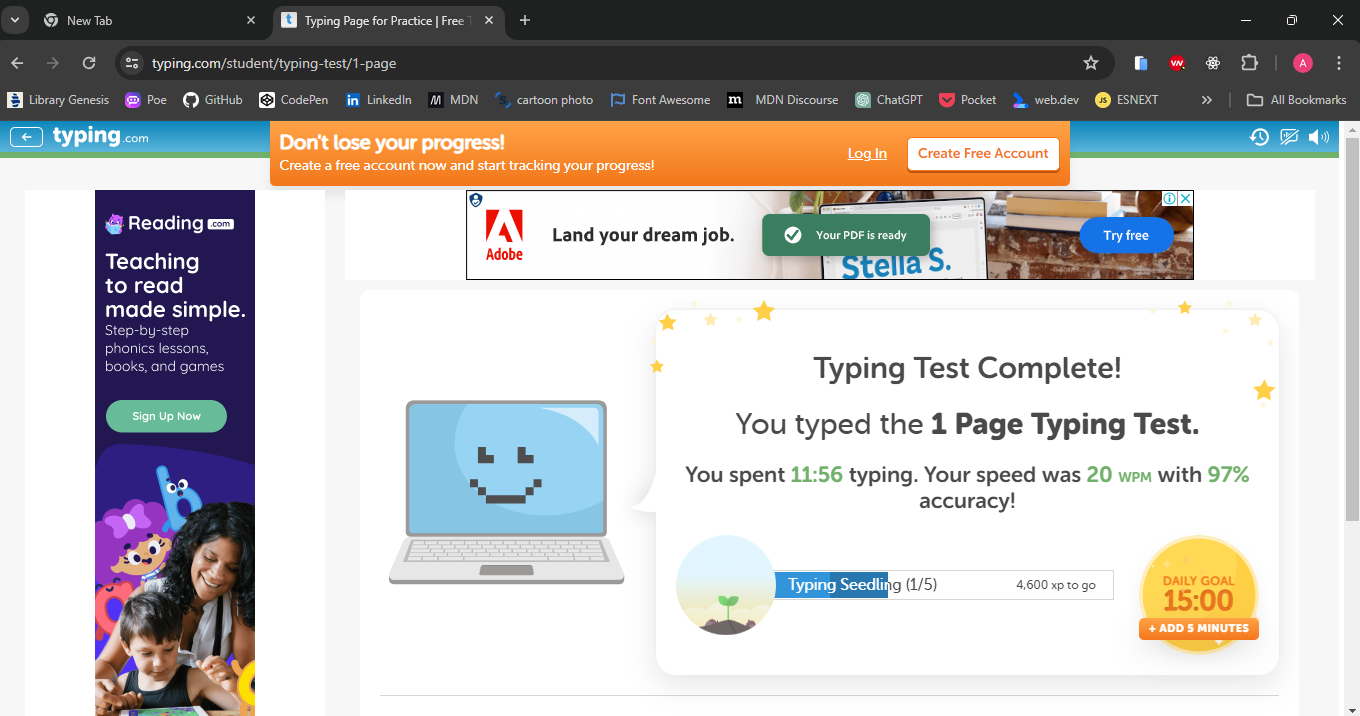 New Tab
Typing Page for Practice | Free T
typing.com/student/typing-test/1-page
A
Library Genesis
Poe
GitHub
CodePen
LinkedIn
MDN
cartoon photo
Font Awesome
MDN Discourse
ChatGPT
Pocket
web.dev
ESNEXT
All Bookmarks
typing.com
Don't lose your progress!
Create a free account now and start tracking your progress!
Log In
Create Free Account
Reading.com
Teaching
to read
made simple.
Step-by-step
phonics lessons,
books, and games
Sign Up Now
b
Adobe
Land your dream job.
Your PDF is ready
Stella S.
Try free
Typing Test Complete!
You typed the 1 Page Typing Test.
You spent 11:56 typing. Your speed was 20 WPM with 97%
accuracy!
Typing Seedling (1/5)
4,600 xp to go
DAILY GOAL
15:00
+ ADD 5 MINUTES